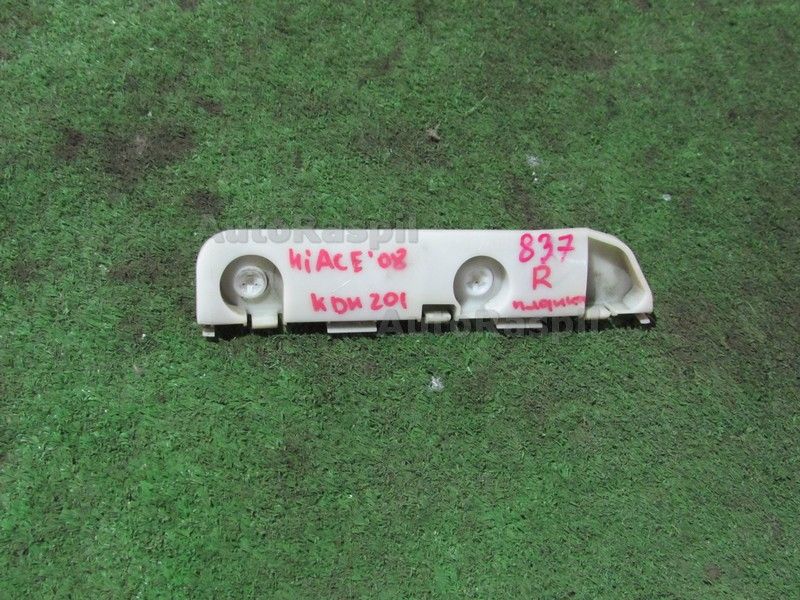 AutoRaspil
HiACE'08
KDH 201
837
R
AutoRaspil